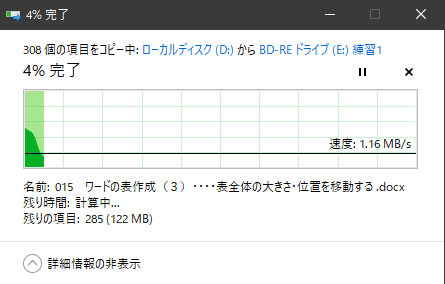 4% 完了
308 個の項目をコピー中: ローカルディスク (D:) から BD-RE ドライブ (E:) 練習1
4% 完了
速度: 1.16 MB/s
名前: 015　ワードの表作成（３）・・・・表全体の大きさ・位置を移動する.docx
残り時間: 計算中...
残りの項目: 285 (122 MB)
詳細情報の非表示